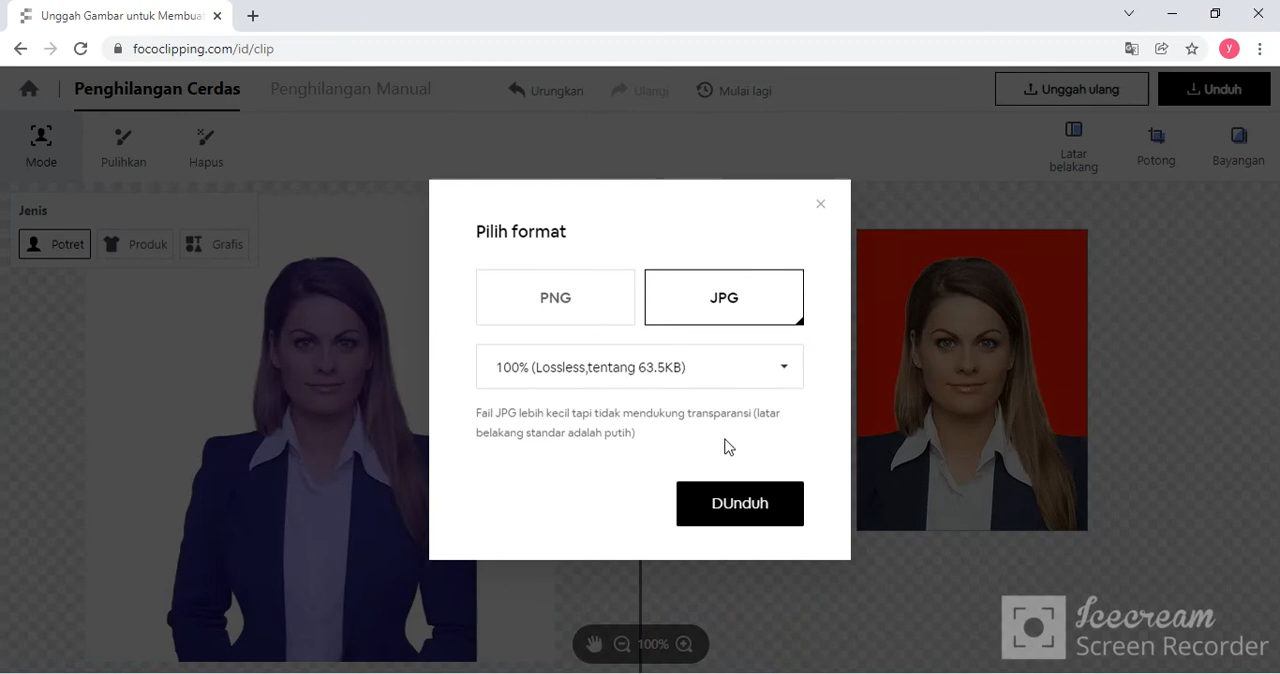 Unggah Gambar untuk Membuat
fococlipping.com/id/clip
y
Penghilangan Cerdas
Penghilangan Manual
Urungkan
Ulangi
Mulai lagi
Unggah ulang
Unduh
Mode
Pulihkan
Hapus
Latar
belakang
Potong
Bayangan
Jenis
Potret
Produk
Grafis
Pilih format
PNG
JPG
100% (Lossless,tentang 63.5KB)
Fail JPG lebih kecil tapi tidak mendukung transparansi (latar
belakang standar adalah putih)
DUnduh
100%
Icecream
Screen Recorder